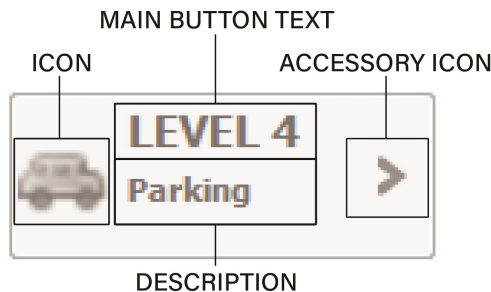 MAIN BUTTON TEXT
ICON
ACCESSORY ICON
LEVEL 4
Parking
DESCRIPTION